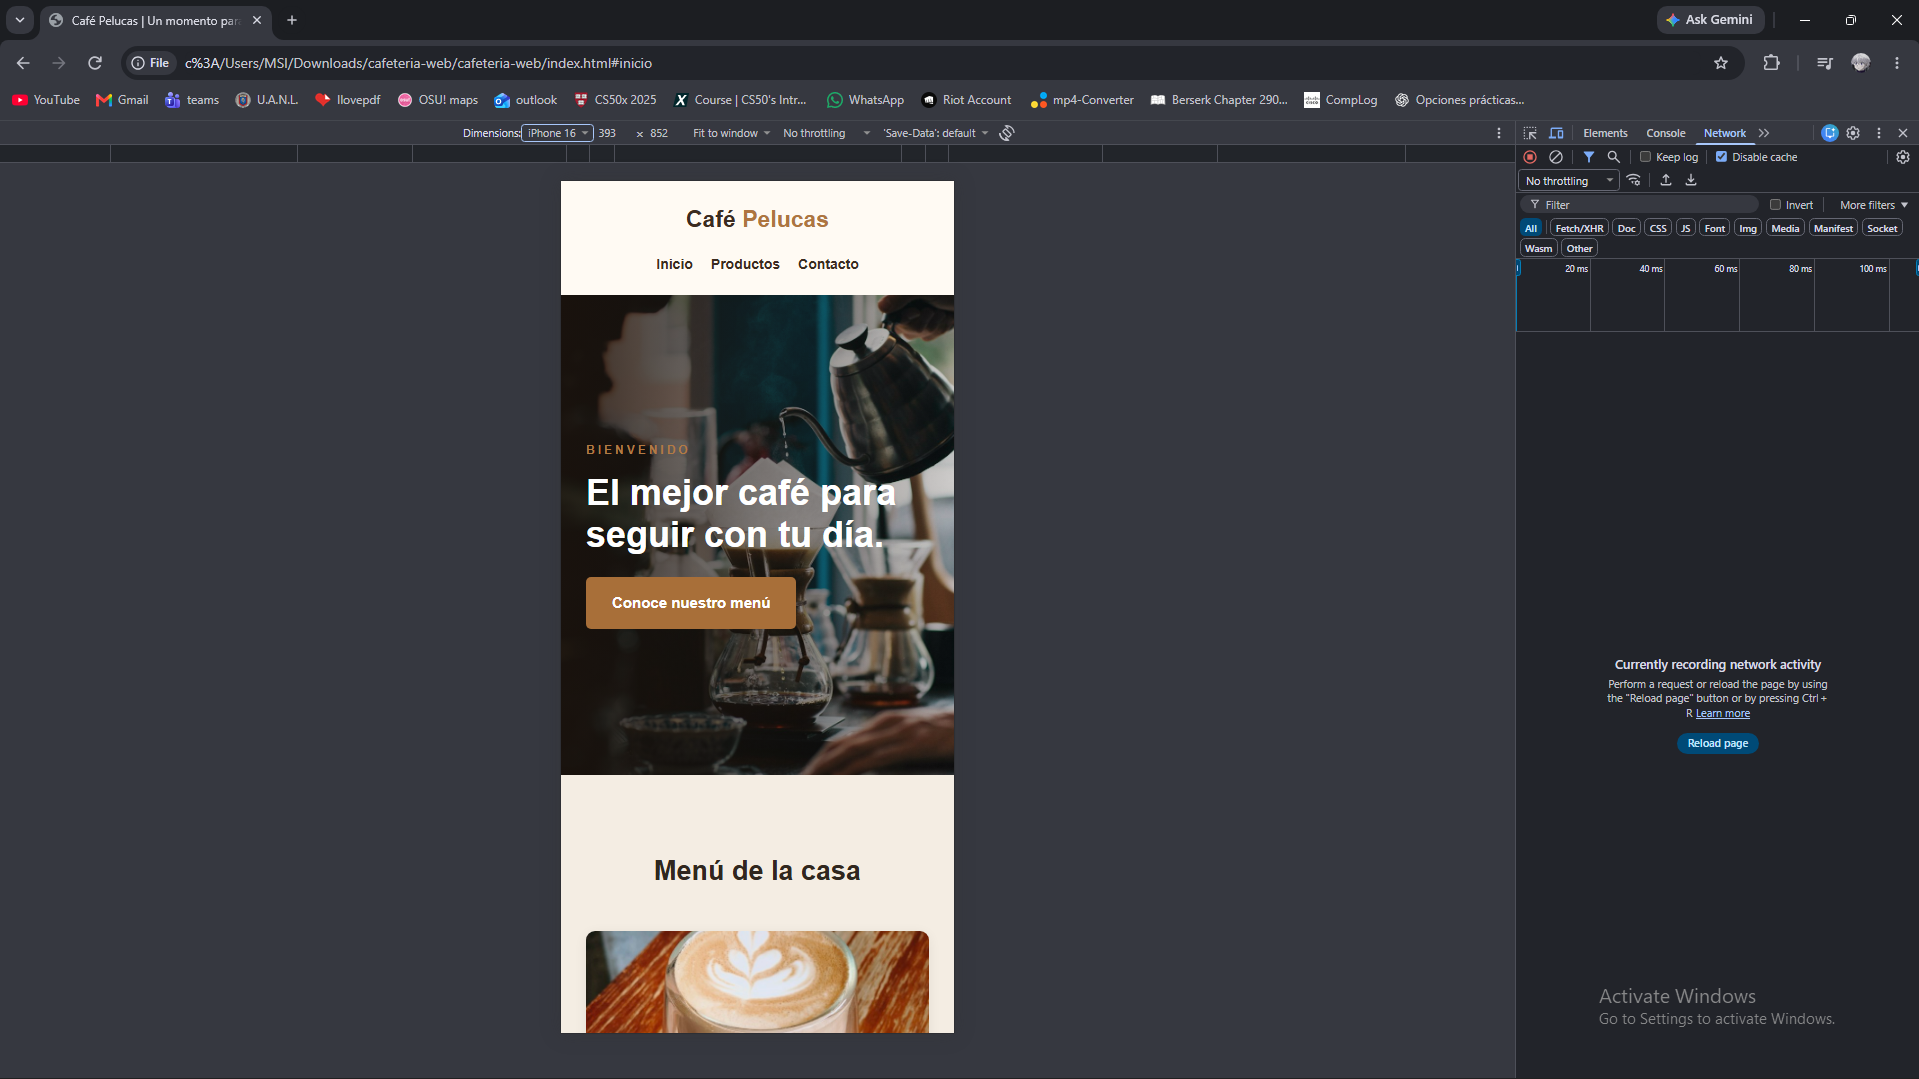 Café Pelucas | Un momento par
Ask Gemini
File
c%3A/Users/MSI/Downloads/cafeteria-web/cafeteria-web/index.html#inicio
YouTube
Gmail
teams
U.A.N.L.
Ilovepdf
OSU! maps
outlook
CS50x 2025
Course | CS50's Intr...
WhatsApp
Riot Account
mp4-Converter
Berserk Chapter 290...
CompLog
Opciones prácticas...
Dimensions: iPhone 16 393 x 852 Fit to window No throttling 'Save-Data': default
Elements Console Network
Keep log Disable cache
No throttling
Filter Invert More filters
All Fetch/XHR Doc CSS JS Font Img Media Manifest Socket
Wasm Other
20 ms 40 ms 60 ms 80 ms 100 ms
Café Pelucas
Inicio Productos Contacto
BIENVENIDO
El mejor café para
seguir con tu día.
Conoce nuestro menú
Menú de la casa
Currently recording network activity
Perform a request or reload the page by using
the "Reload page" button or by pressing Ctrl +
R Learn more
Reload page
Activate Windows
Go to Settings to activate Windows.